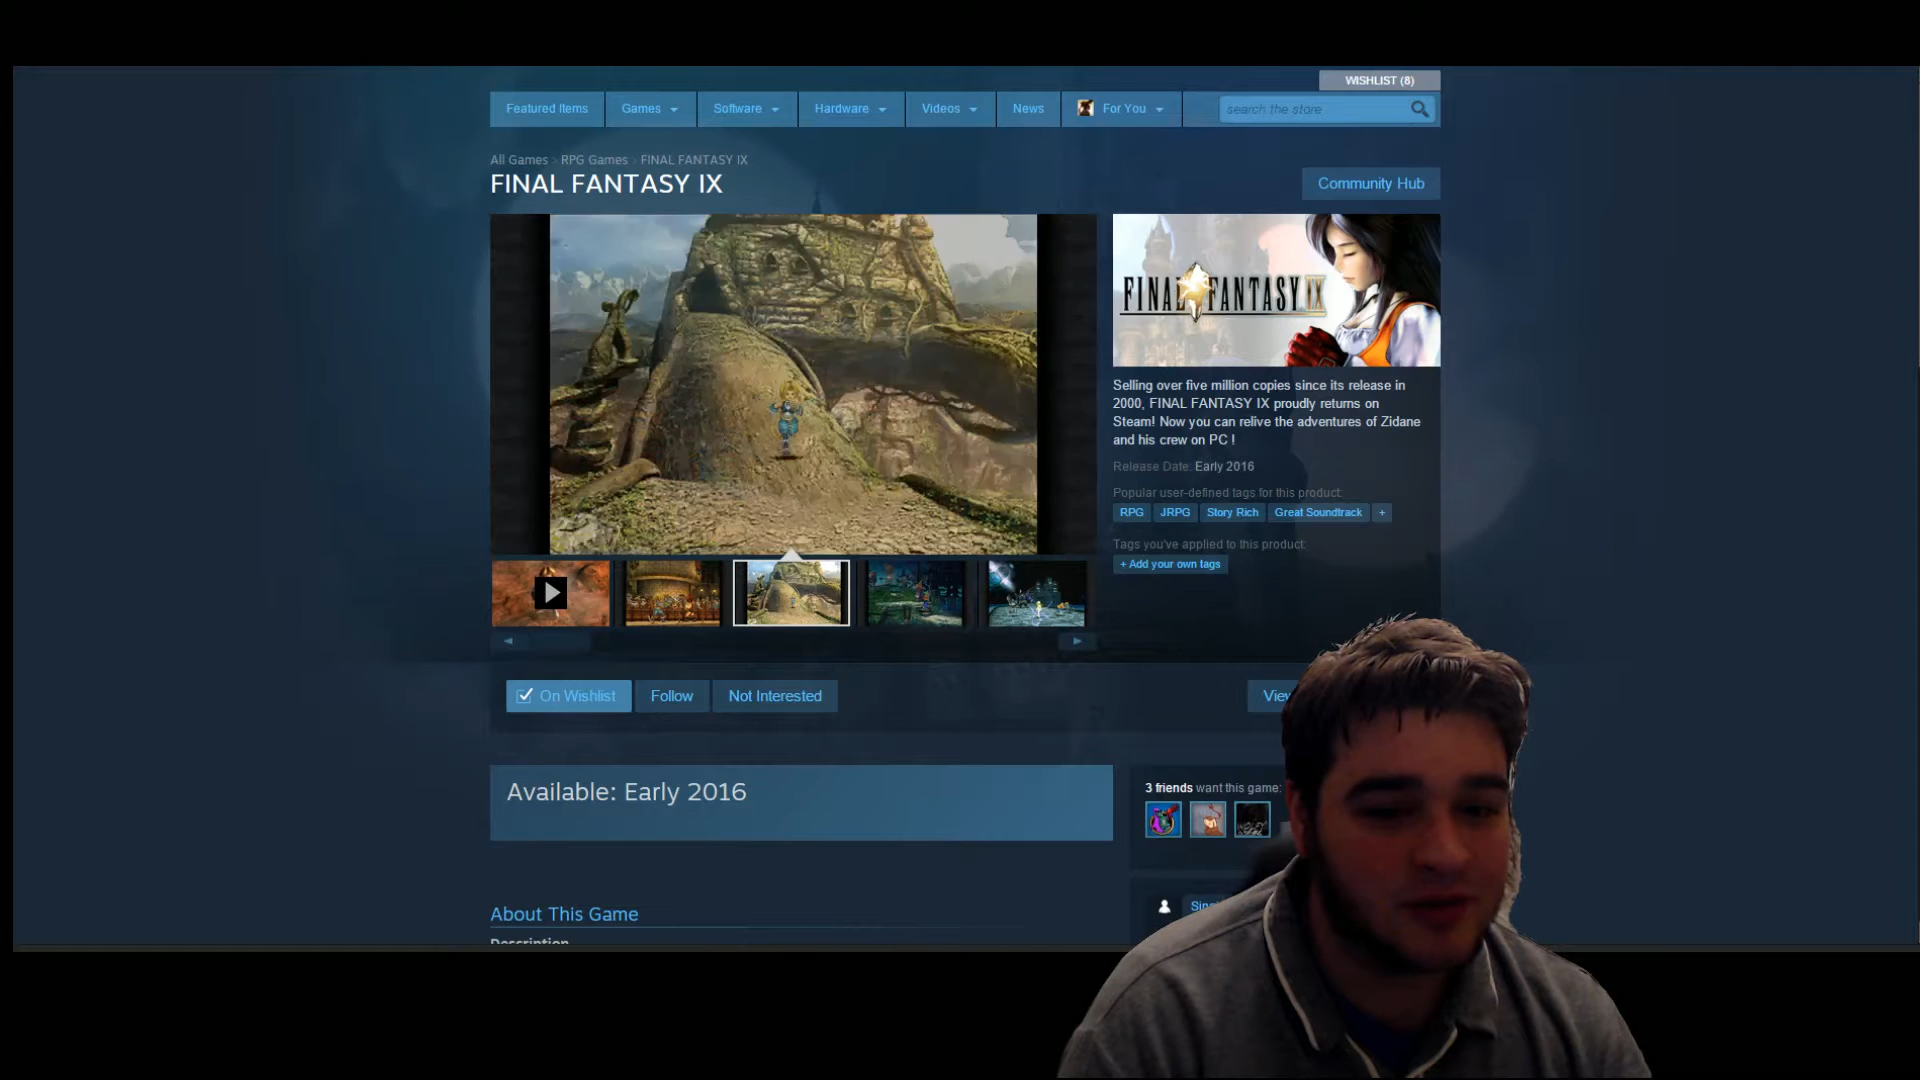 WISHLIST (8)
Featured Items
Games
Software
Hardware
Videos
News
For You
search the store
All Games > RPG Games > FINAL FANTASY IX
FINAL FANTASY IX
Community Hub
FINAL FANTASY IX
Selling over five million copies since its release in
2000, FINAL FANTASY IX proudly returns on
Steam! Now you can relive the adventures of Zidane
and his crew on PC !
Release Date: Early 2016
Popular user-defined tags for this product:
RPG JRPG Story Rich Great Soundtrack +
Tags you've applied to this product:
+ Add your own tags
On Wishlist
Follow
Not Interested
Available: Early 2016
3 friends want this game:
About This Game
Description